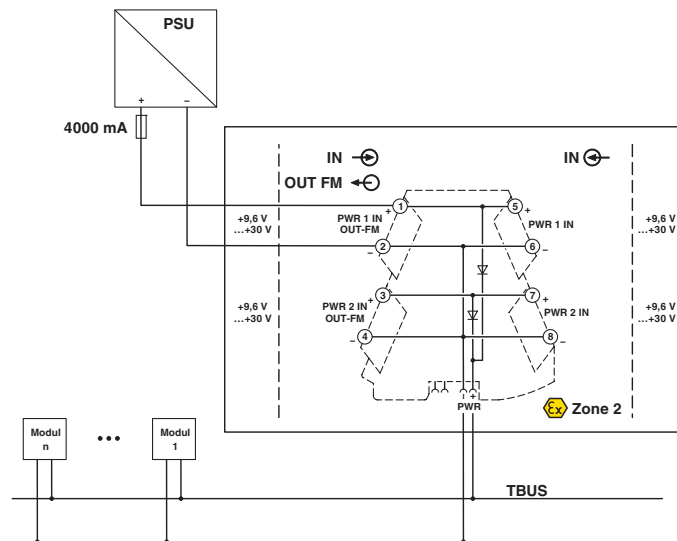 PSU
+ –
4000 mA
IN
OUT FM
IN
+9,6 V
...+30 V
PWR 1 IN
OUT-FM
+
1
5
+
PWR 1 IN
+9,6 V
...+30 V
–
2
6
–
+9,6 V
...+30 V
PWR 2 IN
OUT-FM
+
3
7
+
PWR 2 IN
+9,6 V
...+30 V
–
4
8
–
– +
PWR
Ex Zone 2
Modul
n
•••
Modul
1
TBUS